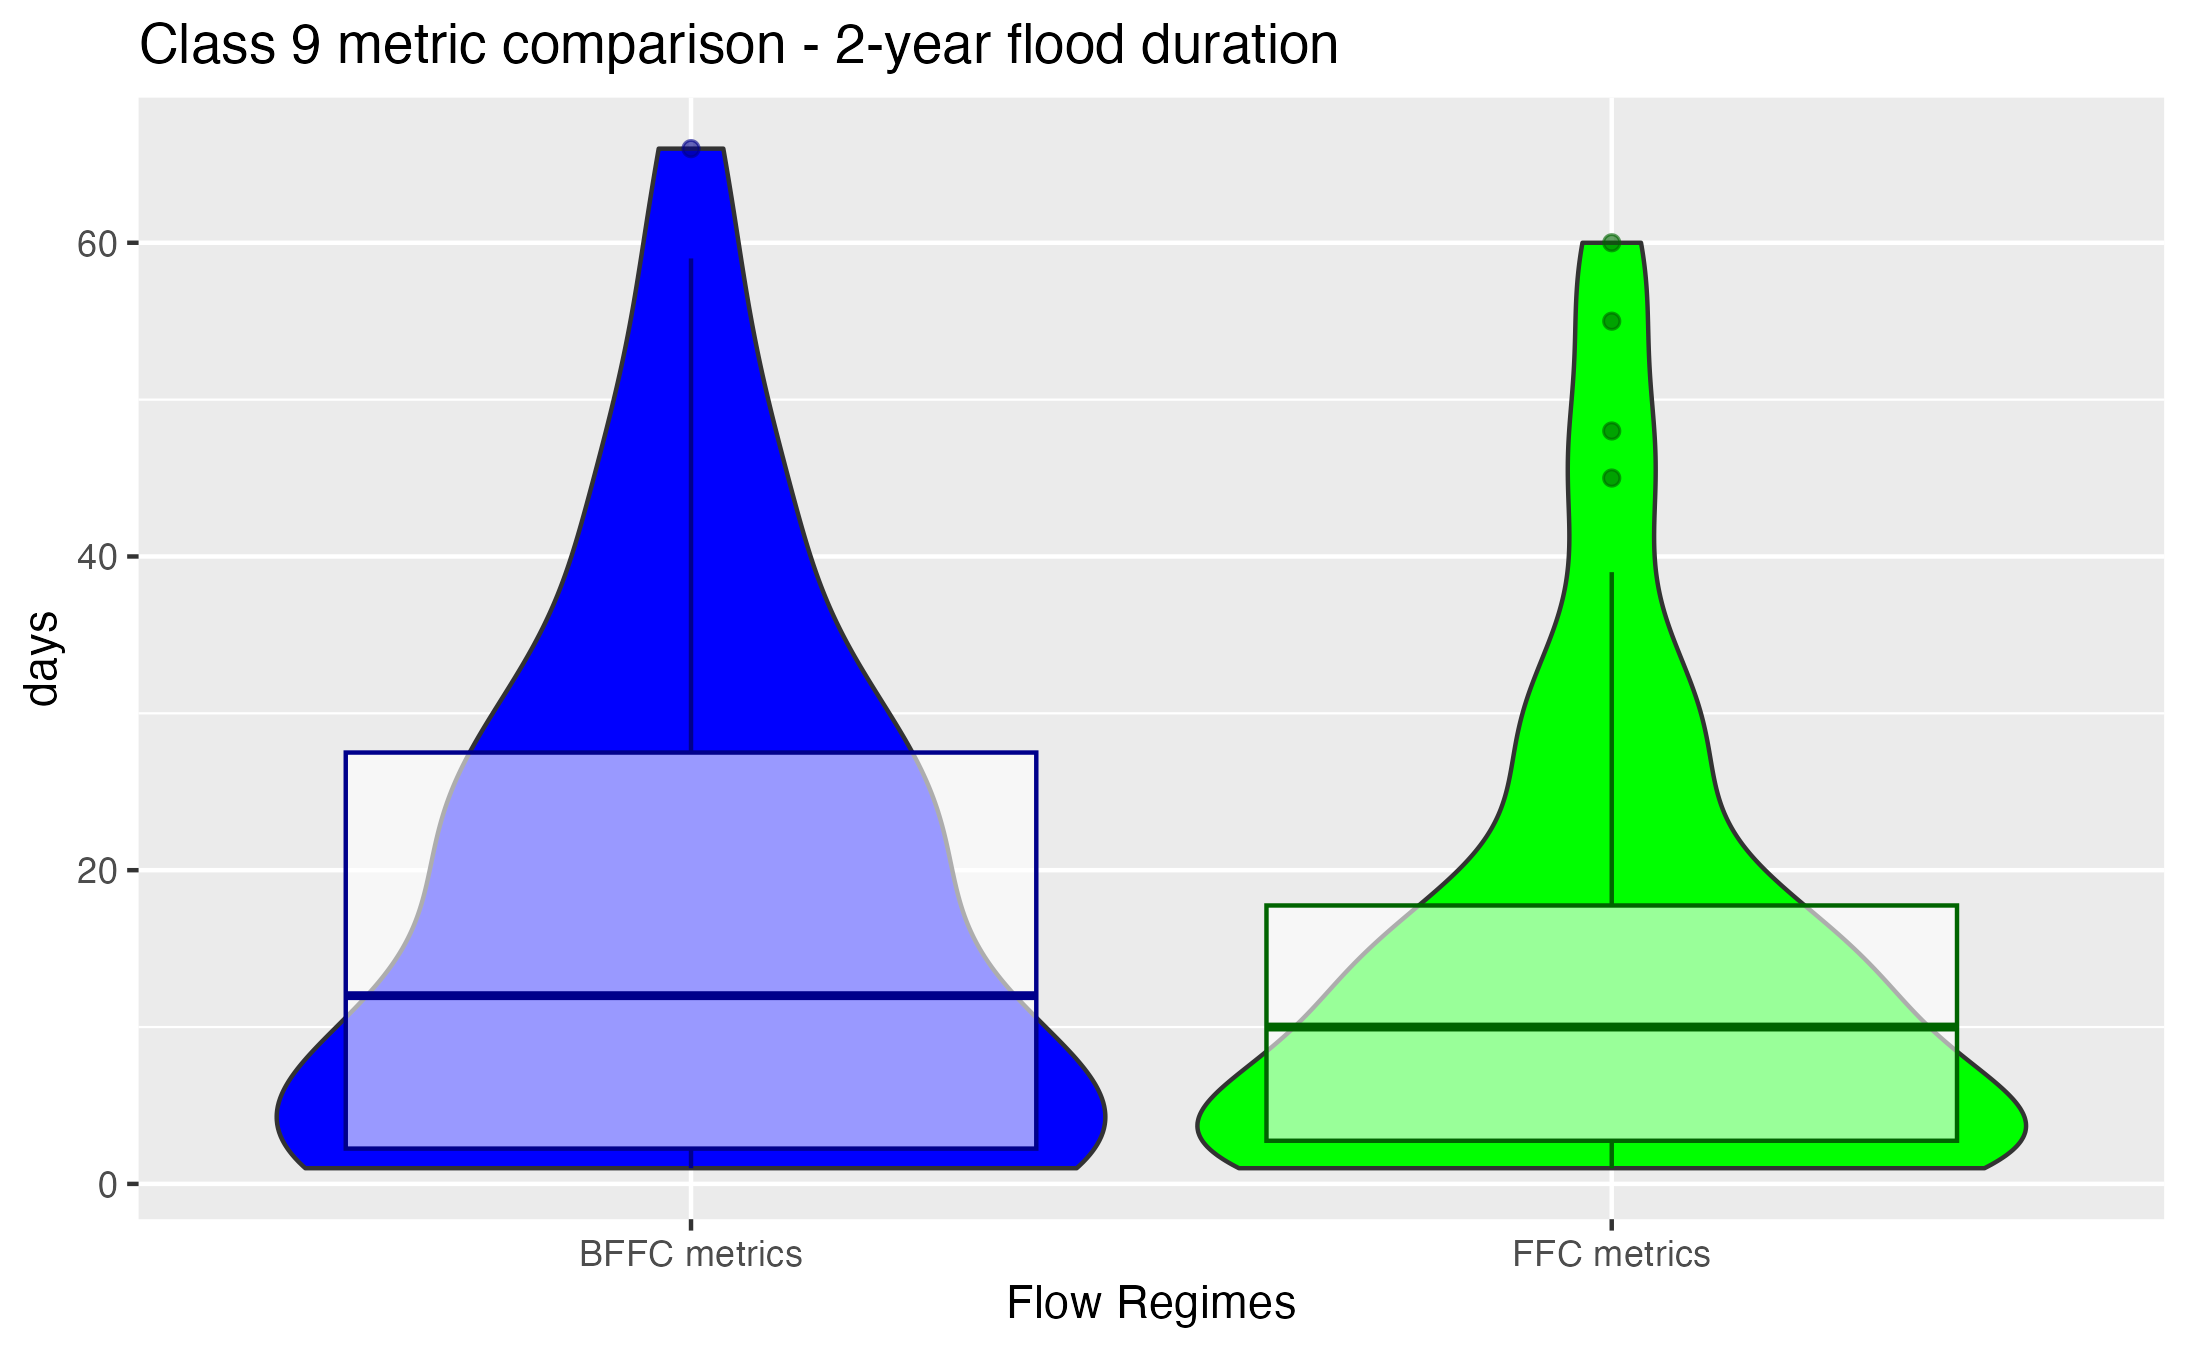 Class 9 metric comparison - 2-year flood duration
60
40
20
0
days
BFFC metrics
FFC metrics
Flow Regimes